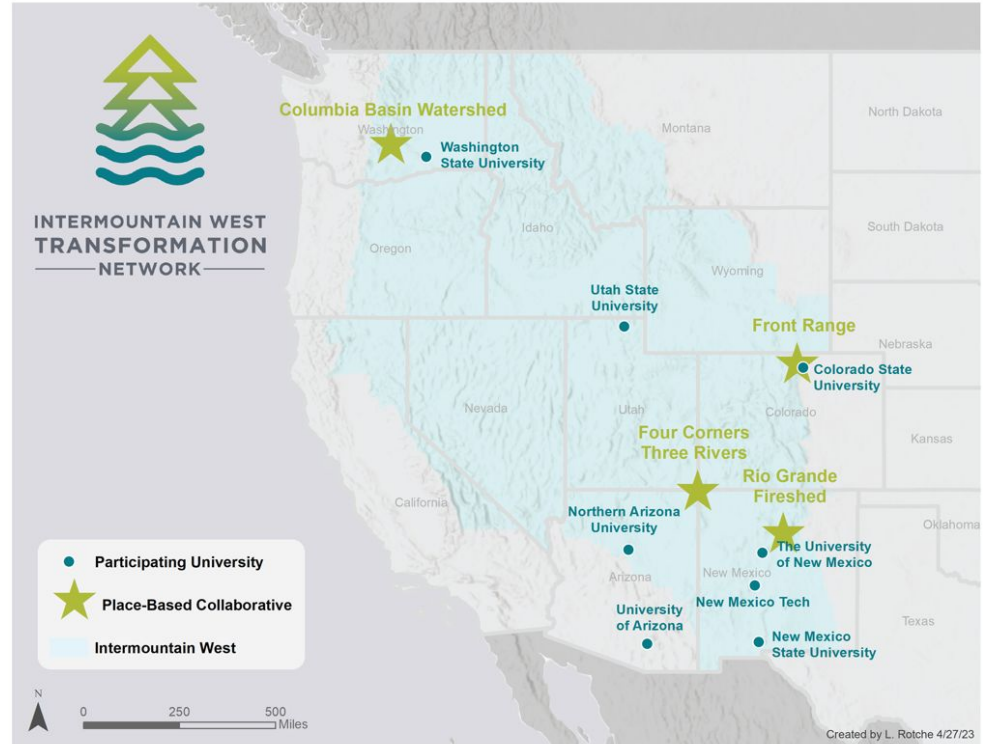 INTERMOUNTAIN WEST
TRANSFORMATION
NETWORK
Columbia Basin Watershed
Washington
Washington
State University
Montana
North Dakota
South Dakota
Oregon
Idaho
Wyoming
Utah State
University
Front Range
Nebraska
Colorado State
University
Nevada
Utah
Colorado
Kansas
Four Corners
Three Rivers
Rio Grande
Fireshed
California
Northern Arizona
University
Oklahoma
The University
of New Mexico
Arizona
New Mexico
New Mexico Tech
University
of Arizona
Texas
New Mexico
State University
Participating University
Place-Based Collaborative
Intermountain West
N
0 250 500
Miles
Created by L. Rotche 4/27/23